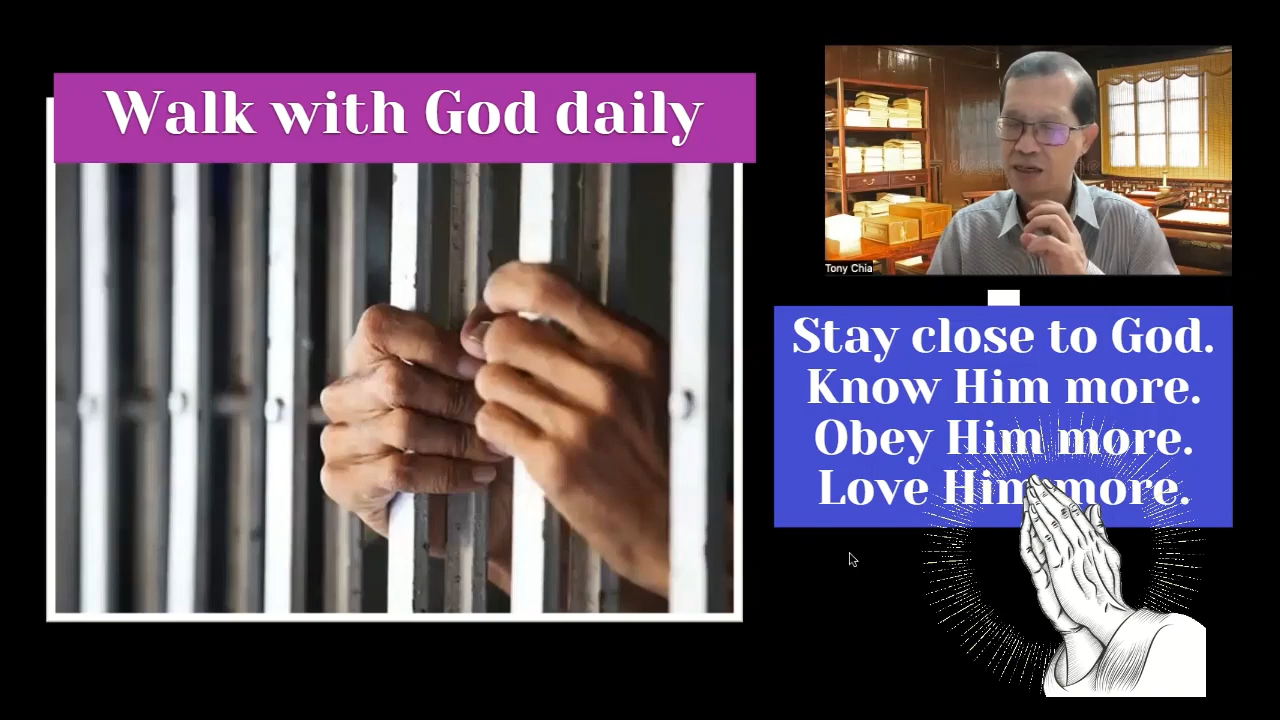 Walk with God daily
Tony Chia
Stay close to God.
Know Him more.
Obey Him more.
Love Him more.